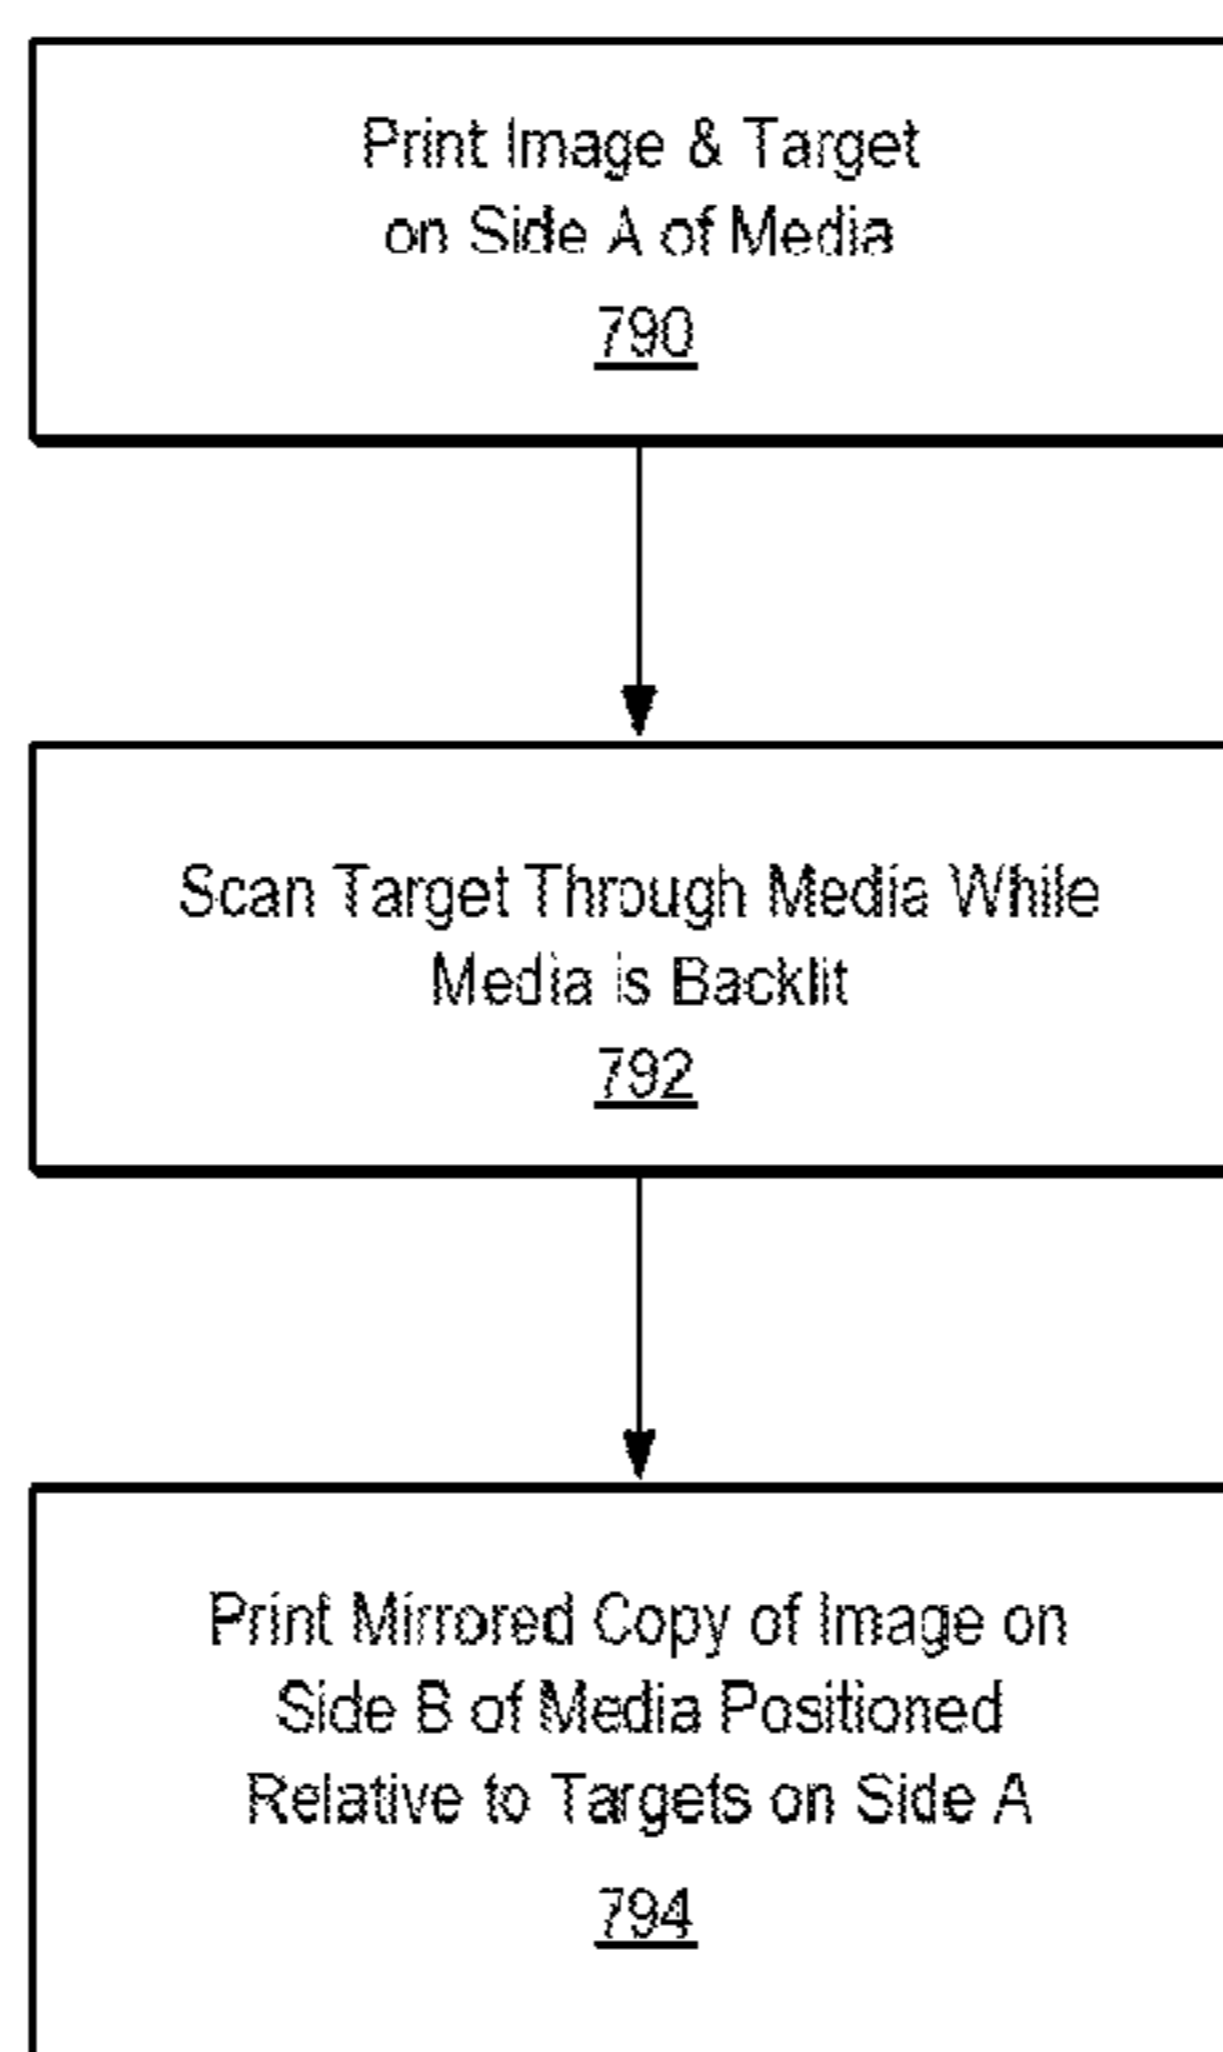 Print Image & Target
on Side A of Media
790
Scan Target Through Media While
Media is Backlit
792
Print Mirrored Copy of Image on
Side B of Media Positioned
Relative to Targets on Side A
794